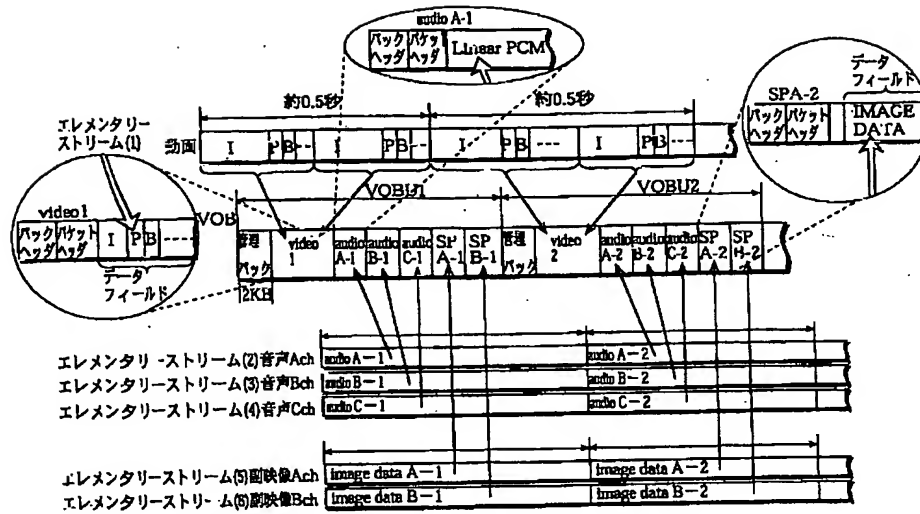 audio A-1
パック ヘッダ パケット ヘッダ Linear PCM
データ フィールド
SPA-2
パック ヘッダ パケット ヘッダ IMAGE DATA
約0.5秒 約0.5秒
エレメンタリー
ストリーム(1)
動画 I P B ---- I P B --- I P B ---- I P B ----
VOBU1 VOBU2
video1
パック ヘッダ パケット ヘッダ I P B ----
データ
フィールド
VOB 管理 パック video 1 audio A-1 audio B-1 audio C-1 SP A-1 SP B-1 管理 パック video 2 audio A-2 audio B-2 audio C-2 SP A-2 SP B-2
2KB
エレメンタリーストリーム(2)音声Ach audio A-1 audio A-2
エレメンタリーストリーム(3)音声Bch audio B-1 audio B-2
エレメンタリーストリーム(4)音声Cch audio C-1 audio C-2
エレメンタリーストリーム(5)副映像Ach image data A-1 image data A-2
エレメンタリーストリーム(6)副映像Bch image data B-1 image data B-2